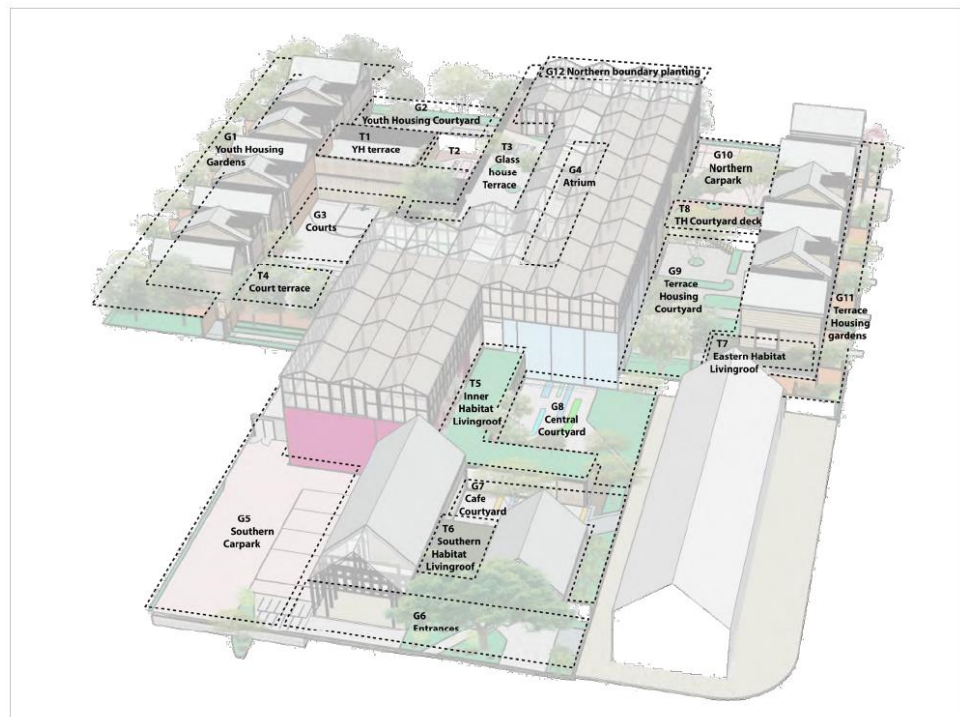 G12 Northern boundary planting
G2
Youth Housing Courtyard
G1
Youth Housing
Gardens
T1
YH terrace
T2
T3
Glass
house
Terrace
G4
Atrium
G10
Northern
Carpark
T8
TH Courtyard deck
G3
Courts
T4
Court terrace
G9
Terrace
Housing
Courtyard
G11
Terrace
Housing
gardens
T7
Eastern Habitat
Livingroof
T5
Inner
Habitat
Livingroof
G8
Central
Courtyard
G7
Cafe
Courtyard
G5
Southern
Carpark
T6
Southern
Habitat
Livingroof
G6
Entrances